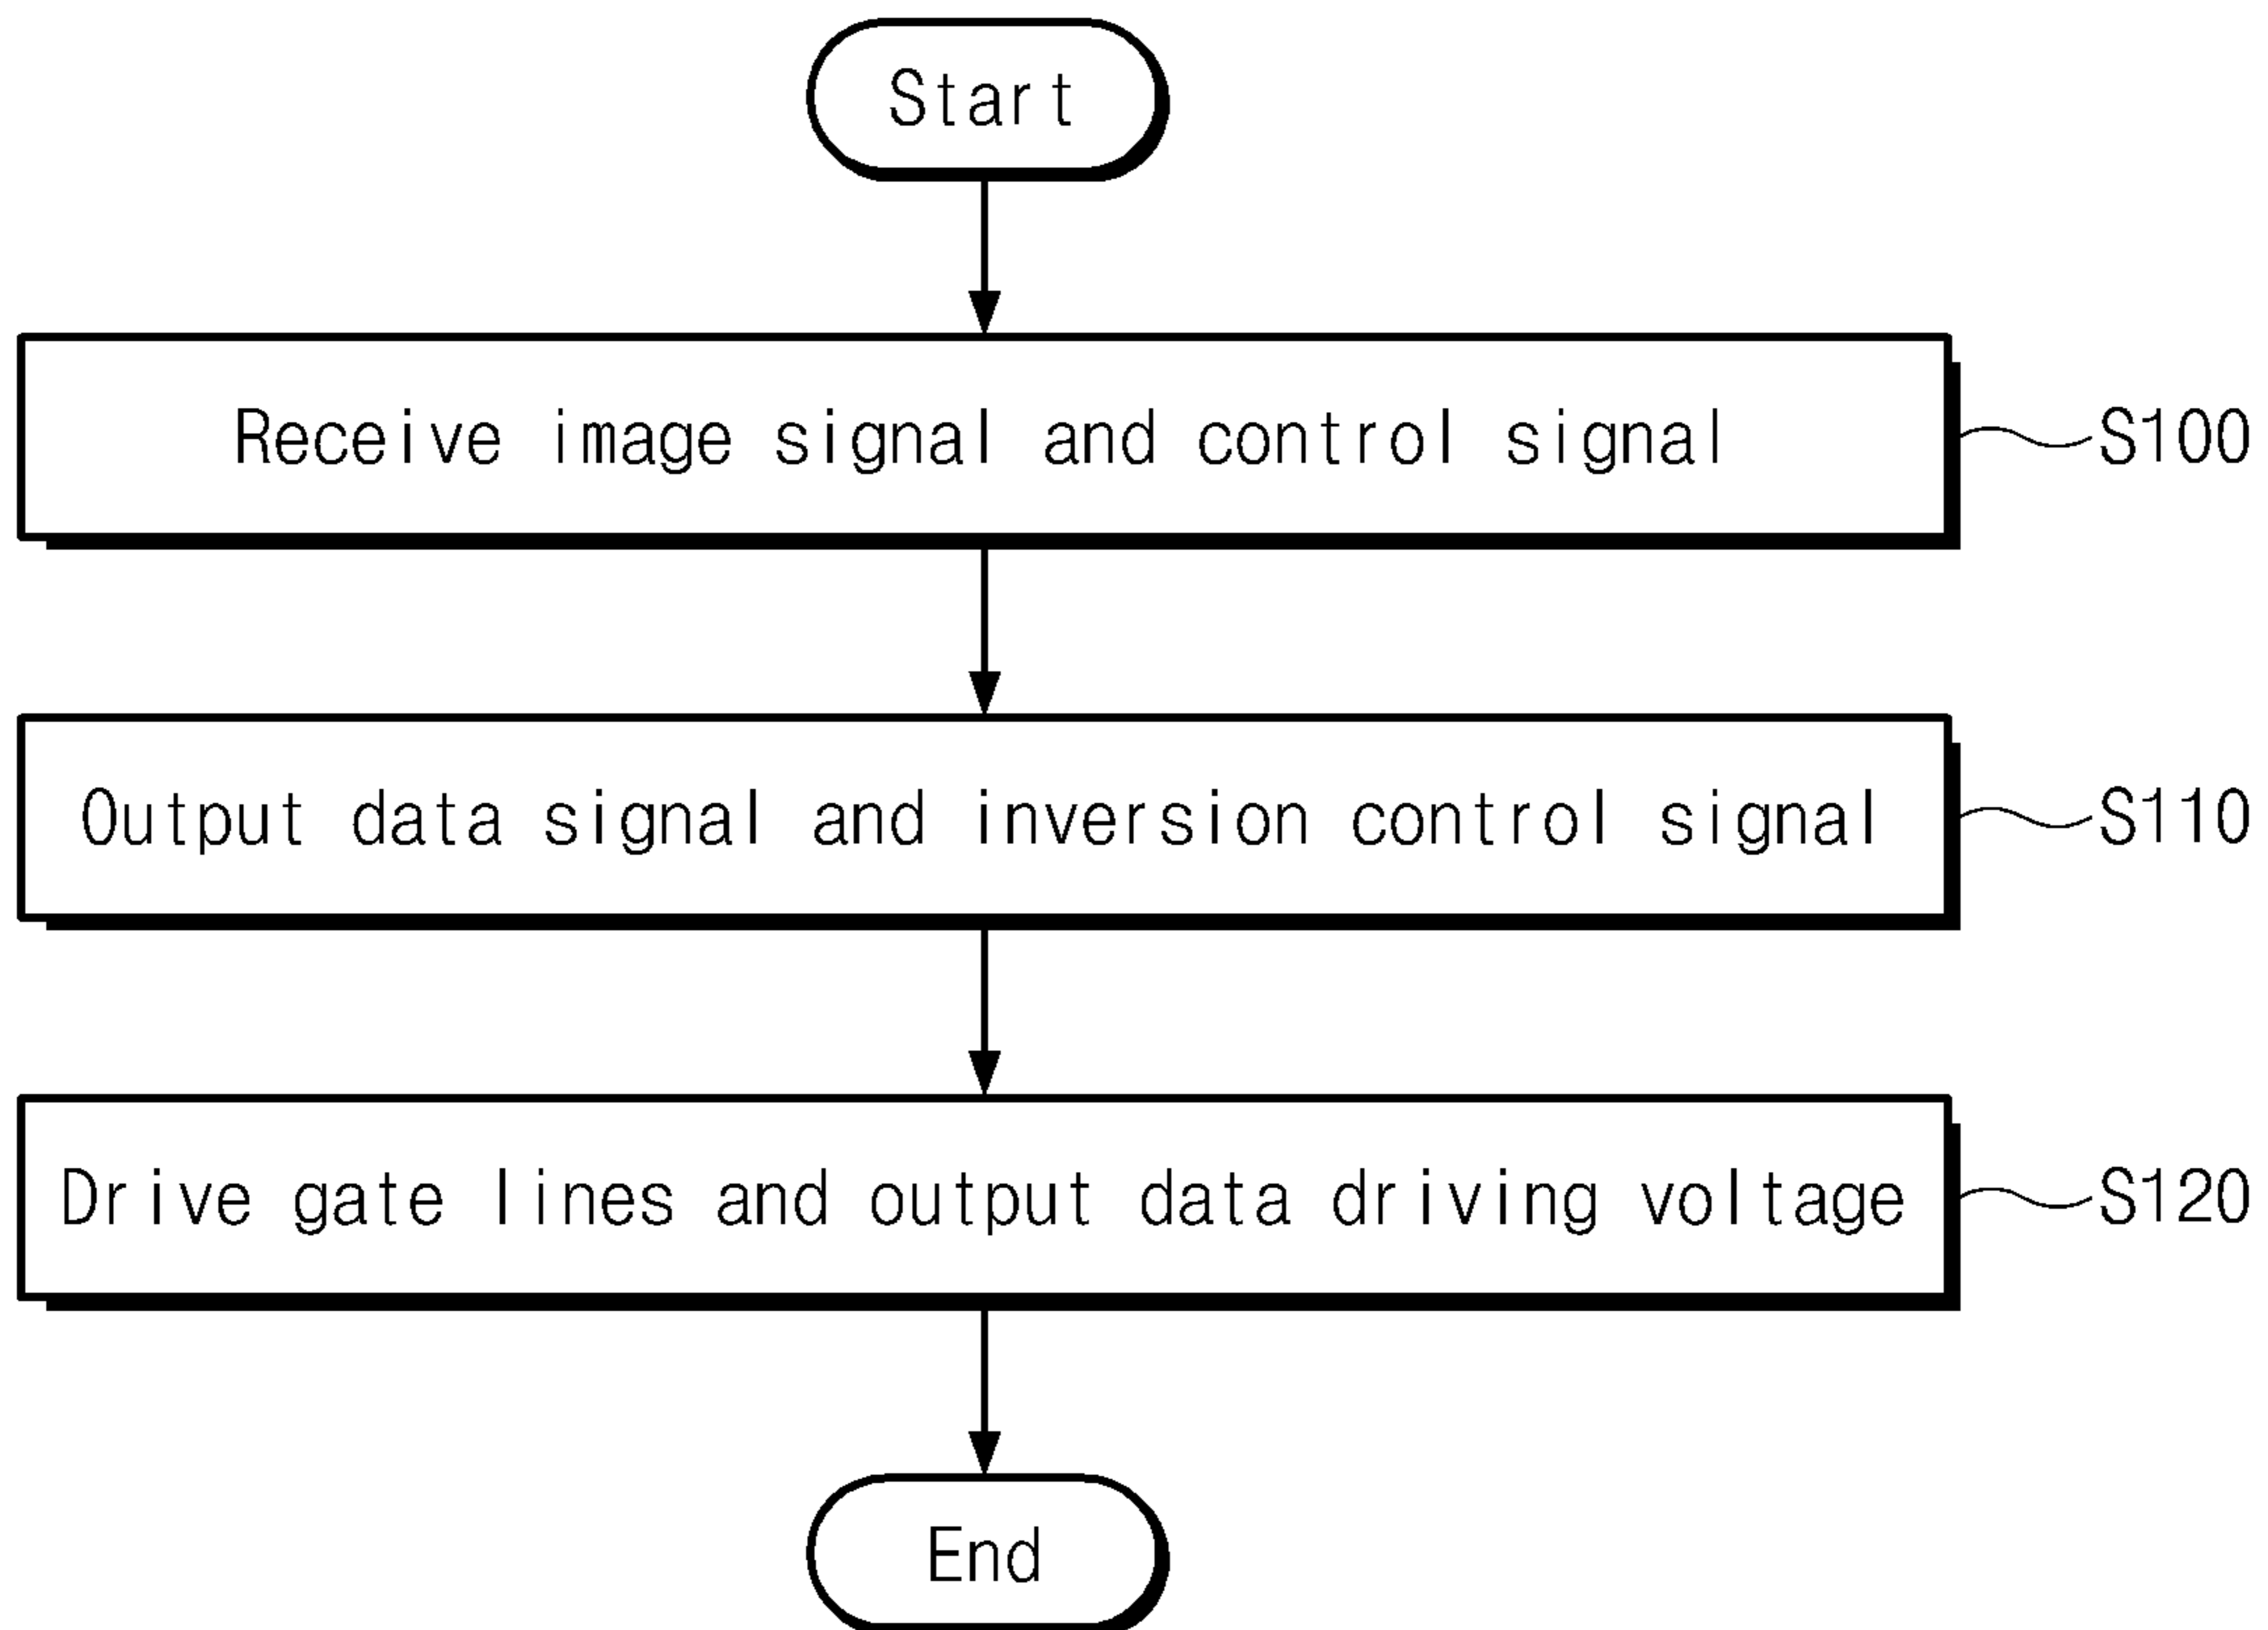 Start
Receive image signal and control signal
S100
Output data signal and inversion control signal
S110
Drive gate lines and output data driving voltage
S120
End